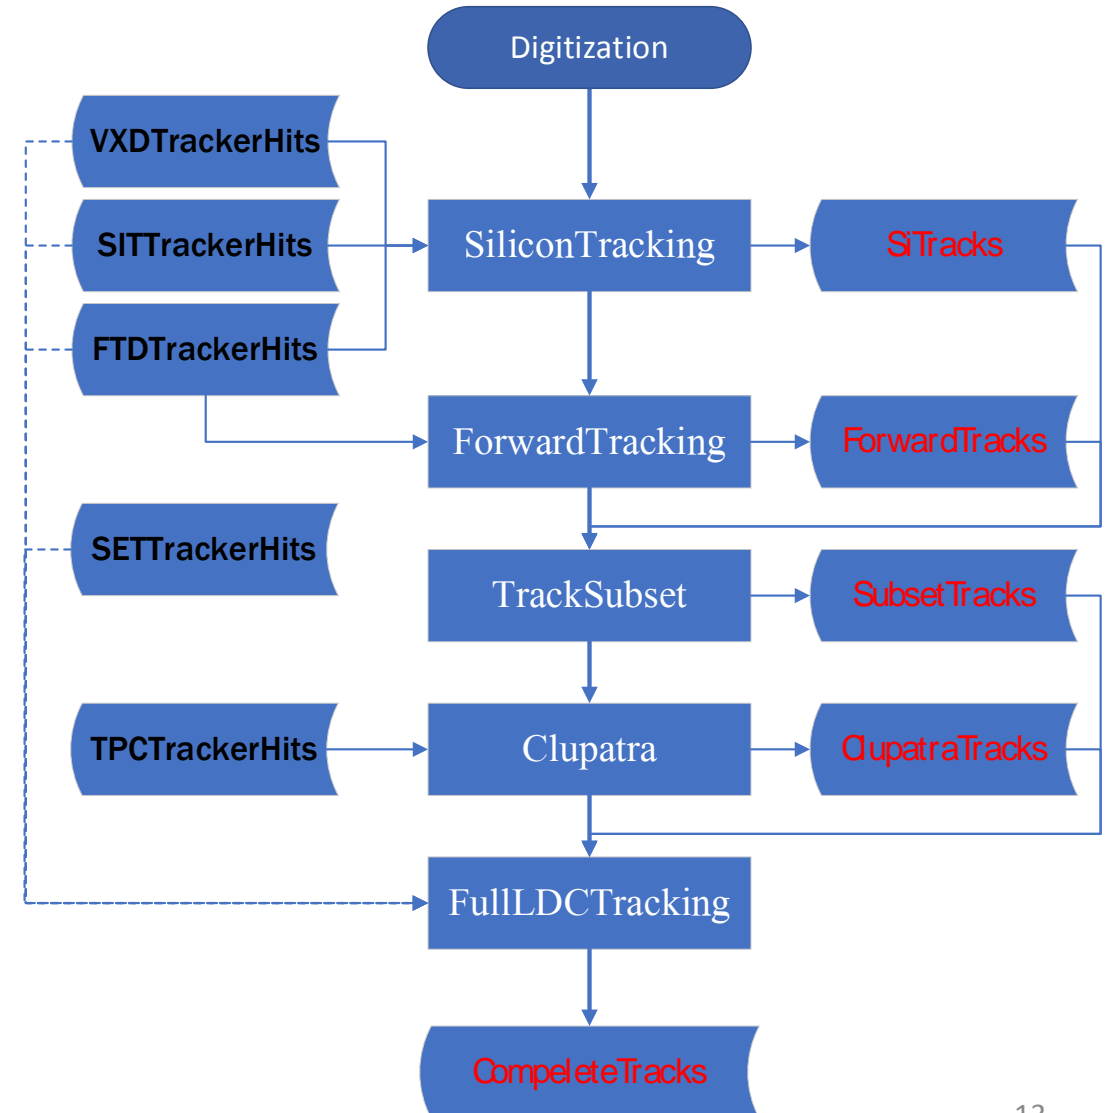 Digitization
VXDTrackerHits
SITTrackerHits
SiliconTracking
SiTracks
FTDTrackerHits
ForwardTracking
ForwardTracks
SETTrackerHits
TrackSubset
SubsetTracks
TPCTrackerHits
Clupatra
ClupatraTracks
FullLDCTracking
CompeleteTracks